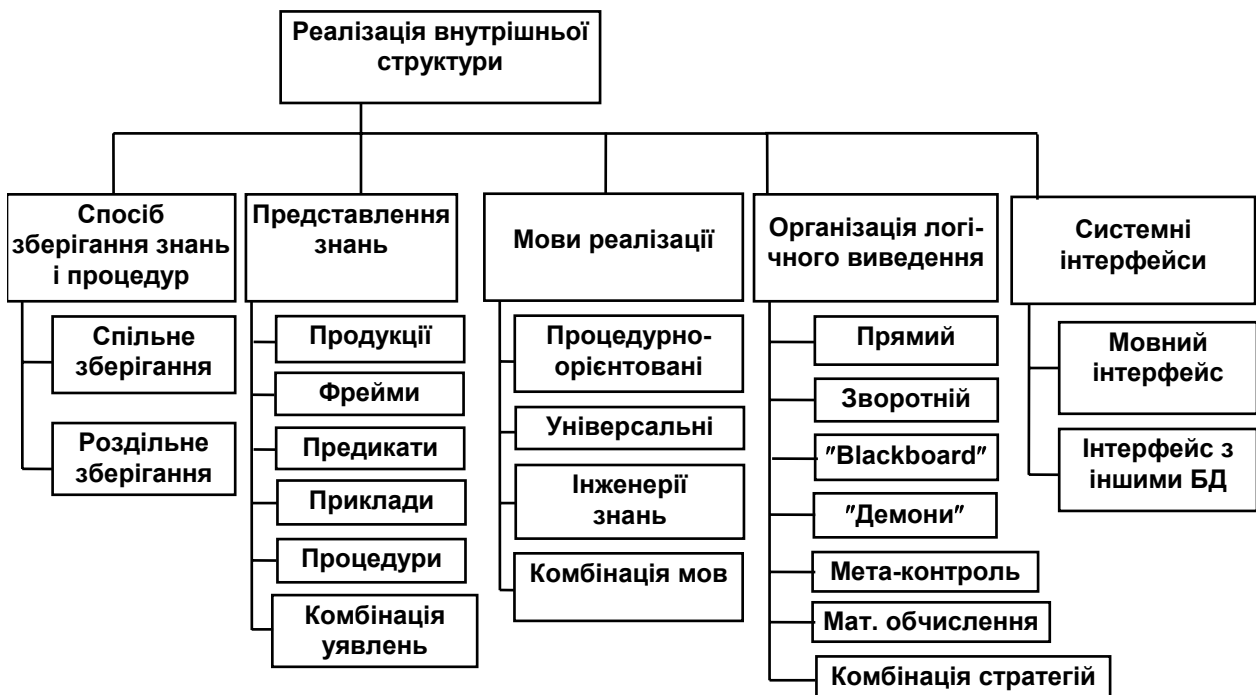 Реалізація внутрішньої
структури
Спосіб
зберігання знань
і процедур
Спільне
зберігання
Роздільне
зберігання
Представлення
знань
Продукції
Фрейми
Предикати
Приклади
Процедури
Комбінація
уявлень
Мови реалізації
Процедурно-
орієнтовані
Універсальні
Інженерії
знань
Комбінація мов
Організація логі-
чного виведення
Прямий
Зворотній
"Blackboard"
"Демони"
Мета-контроль
Мат. обчислення
Комбінація стратегій
Системні
інтерфейси
Мовний
інтерфейс
Інтерфейс з
іншими БД